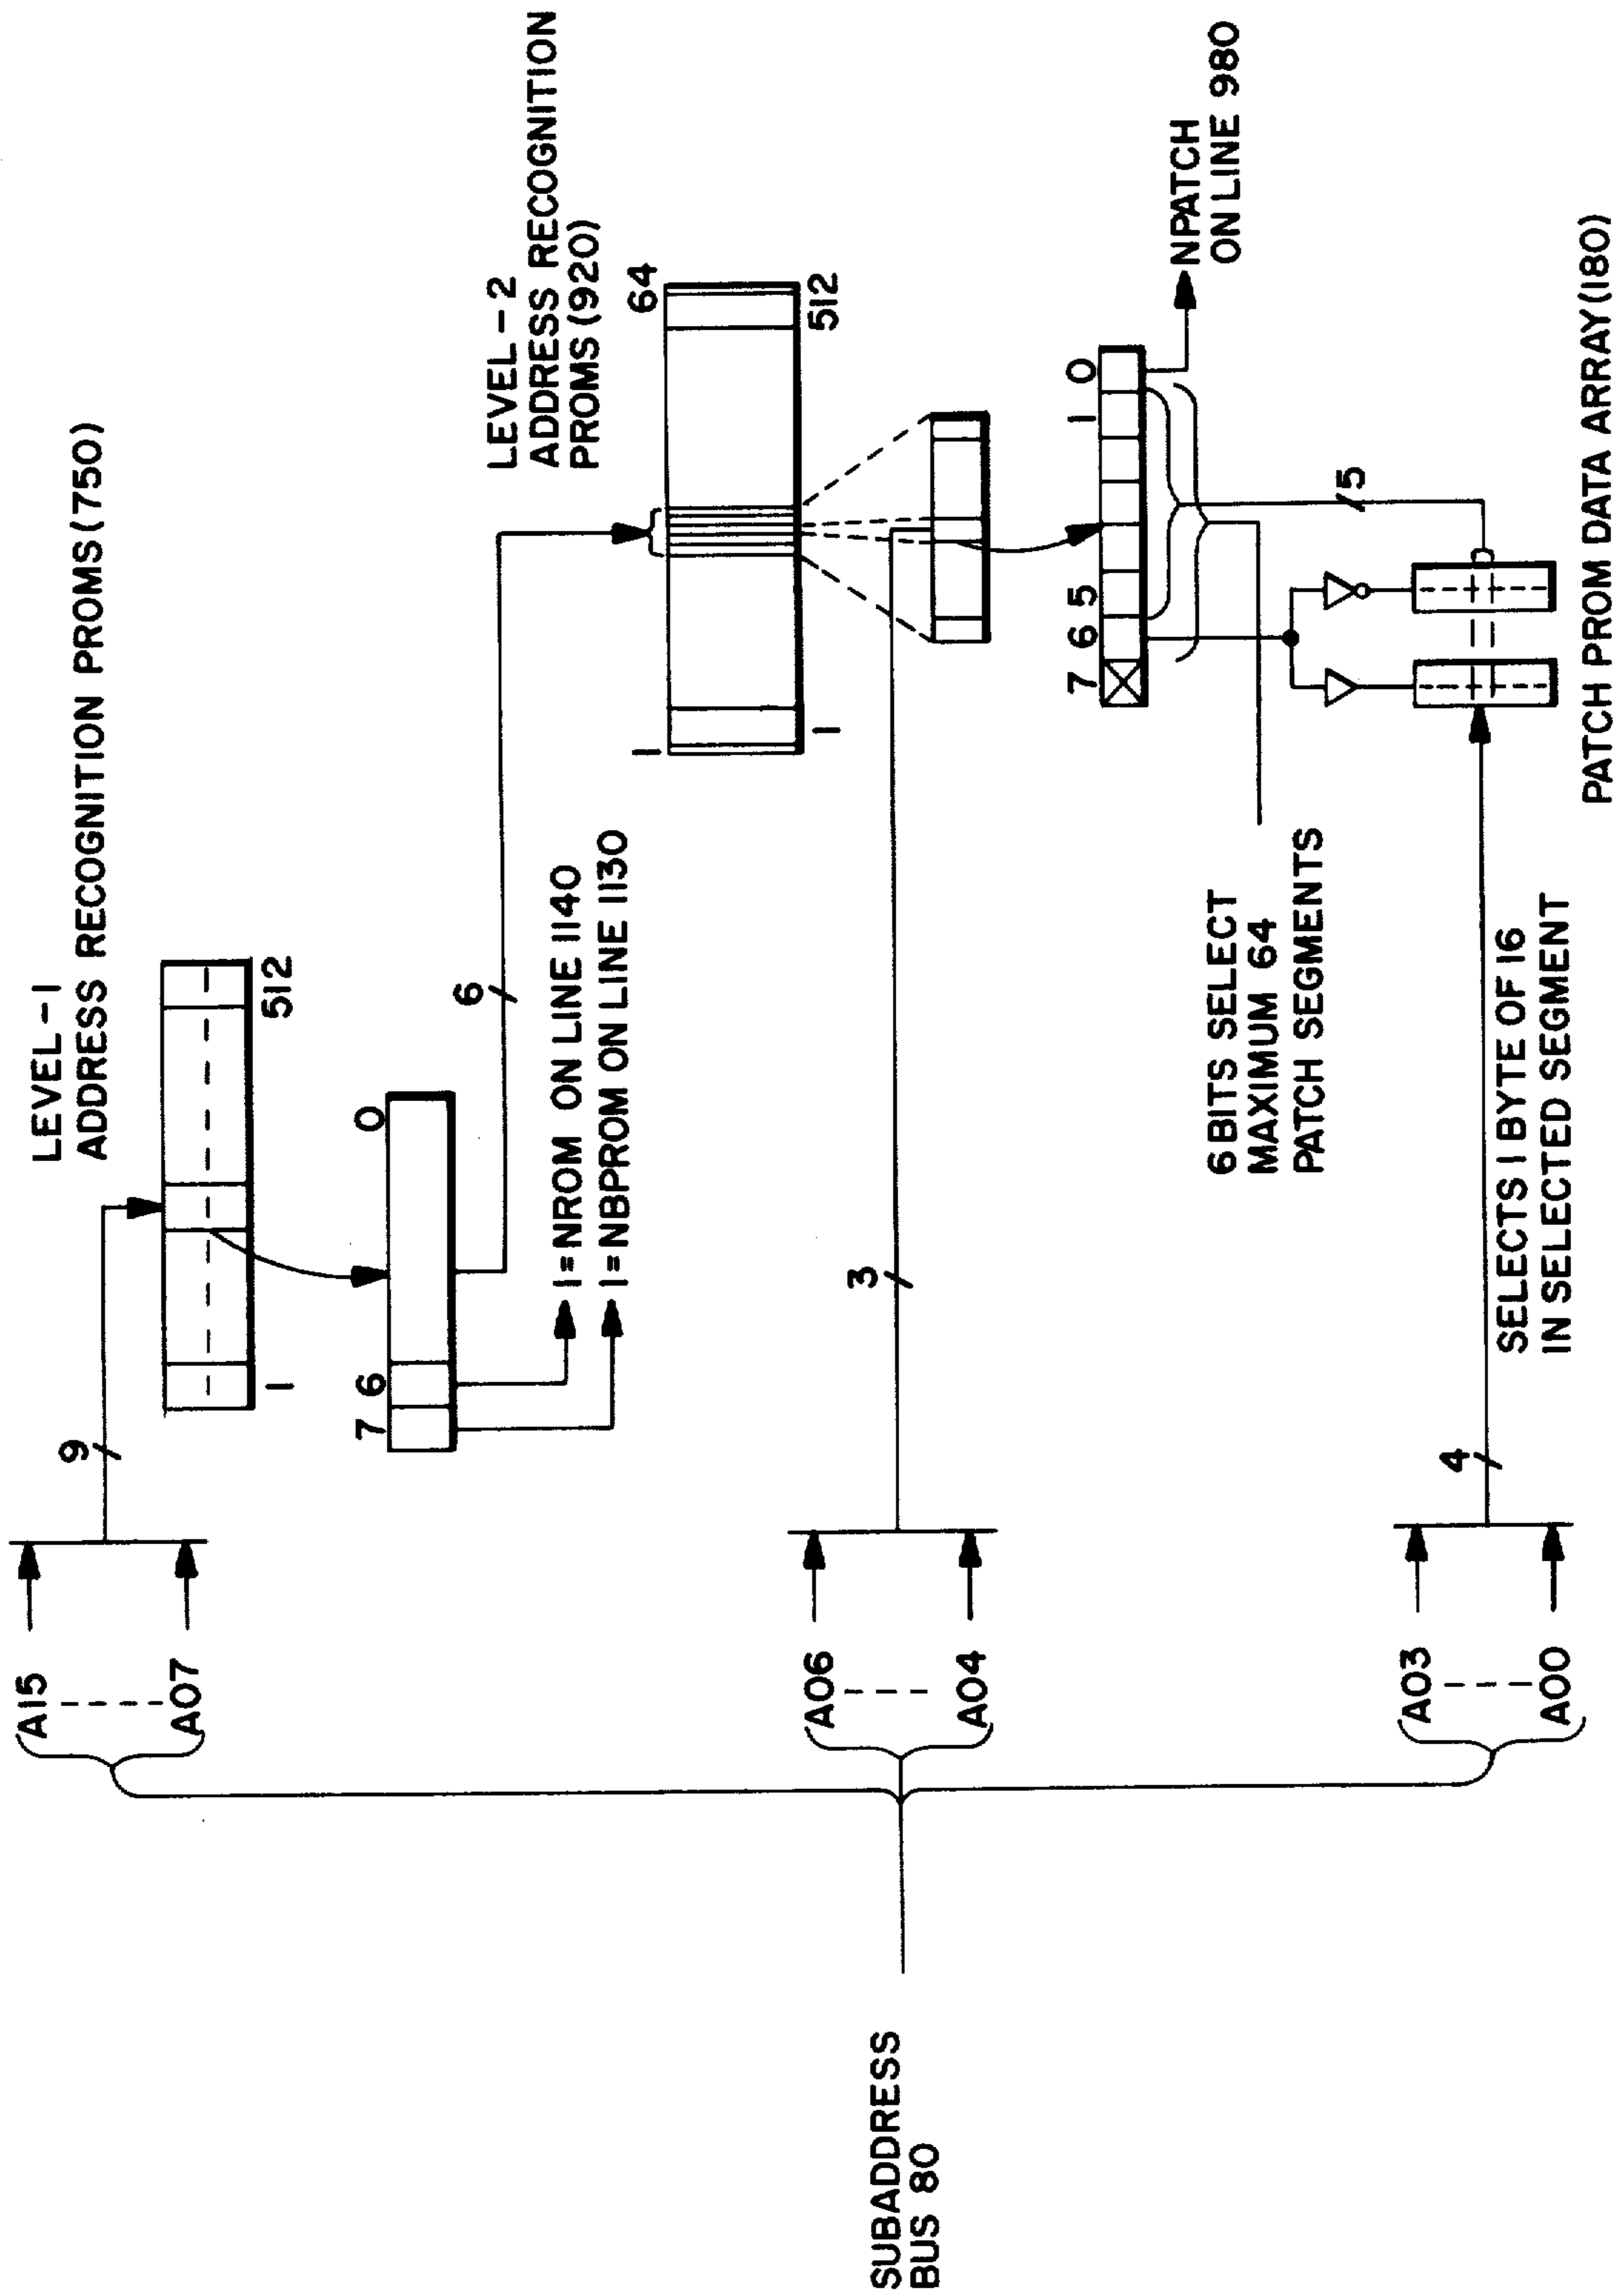 SUBADDRESS
BUS 80
A15
A07
9
LEVEL-1
ADDRESS RECOGNITION PROMS (750)
1
512
7 6 0
1=NROM ON LINE 1140
1=NBPROM ON LINE 1130
6
LEVEL-2
ADDRESS RECOGNITION
PROMS (920)
1 64
1 512
A06
A04
3
7 6 5 1 0
NPATCH
ON LINE 980
6 BITS SELECT
MAXIMUM 64
PATCH SEGMENTS
5
A03
A00
4
SELECTS 1 BYTE OF 16
IN SELECTED SEGMENT
PATCH PROM DATA ARRAY (180)